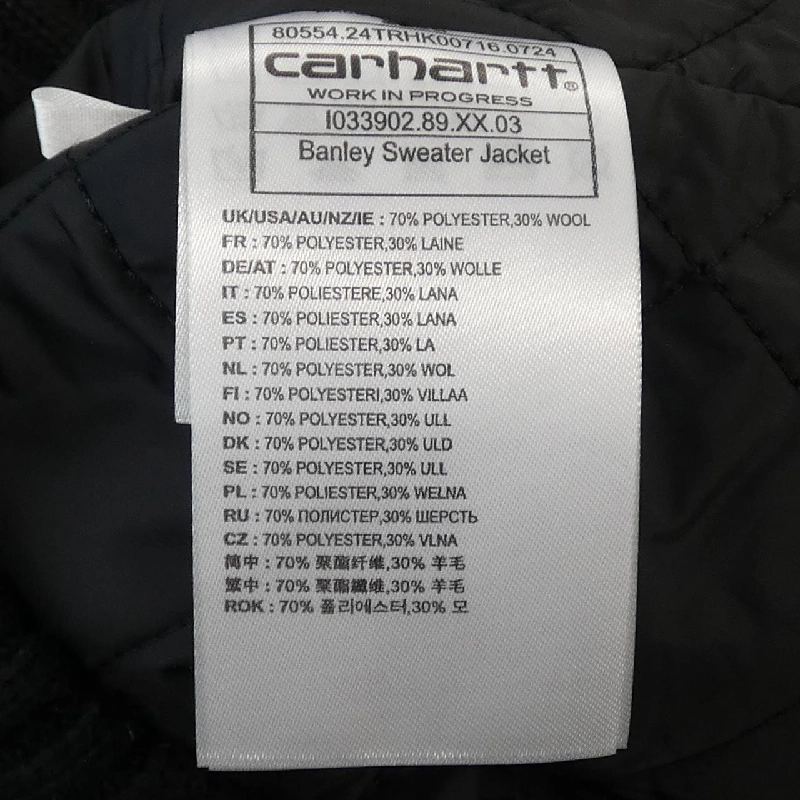 80554.24TRHK00716.0724
carhartt®
WORK IN PROGRESS
I033902.89.XX.03
Banley Sweater Jacket
UK/USA/AU/NZ/IE : 70% POLYESTER,30% WOOL
FR : 70% POLYESTER,30% LAINE
DE/AT : 70% POLYESTER,30% WOLLE
IT : 70% POLIESTERE,30% LANA
ES : 70% POLYESTER,30% LANA
PT : 70% POLIESTER,30% LA
NL : 70% POLYESTER,30% WOL
FI : 70% POLYESTERI,30% VILLAA
NO : 70% POLYESTER,30% ULL
DK : 70% POLYESTER,30% ULD
SE : 70% POLYESTER,30% ULL
PL : 70% POLIESTER,30% WEŁNA
RU : 70% ПОЛИСТЕР,30% ШЕРСТЬ
CZ : 70% POLYESTER,30% VLNA
简中 : 70% 聚酯纤维,30% 羊毛
繁中 : 70% 聚酯纖維,30% 羊毛
ROK : 70% 폴리에스터,30% 모